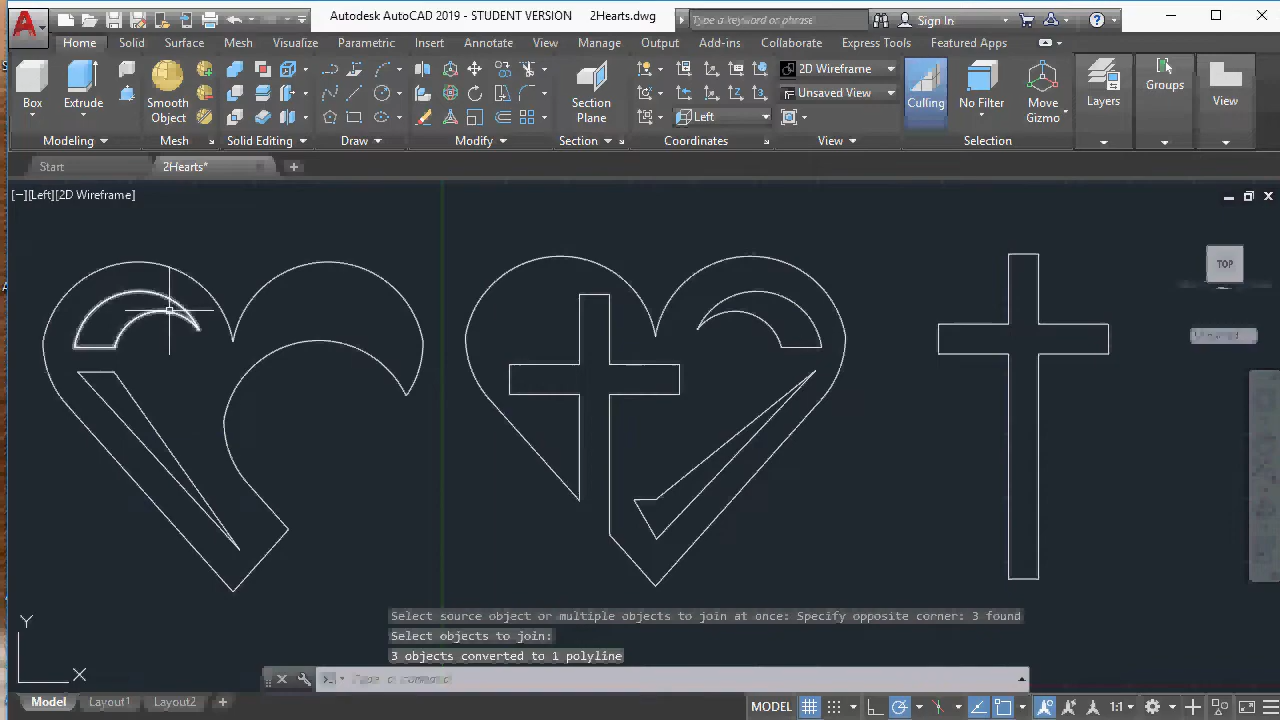 Autodesk AutoCAD 2019 - STUDENT VERSION 2Hearts.dwg Type a keyword or phrase Sign In
Home Solid Surface Mesh Visualize Parametric Insert Annotate View Manage Output Add-ins Collaborate Express Tools Featured Apps
2D Wireframe
Unsaved View
Left
Box Extrude Smooth Object Section Plane Culling No Filter Move Gizmo Layers Groups View
Modeling Mesh Solid Editing Draw Modify Section Coordinates View Selection
Start 2Hearts*
[−][Left][2D Wireframe]
TOP
Select source object or multiple objects to join at once: Specify opposite corner: 3 found
Select objects to join:
3 objects converted to 1 polyline
Y
X
Type a command
Model Layout1 Layout2 + MODEL 1:1